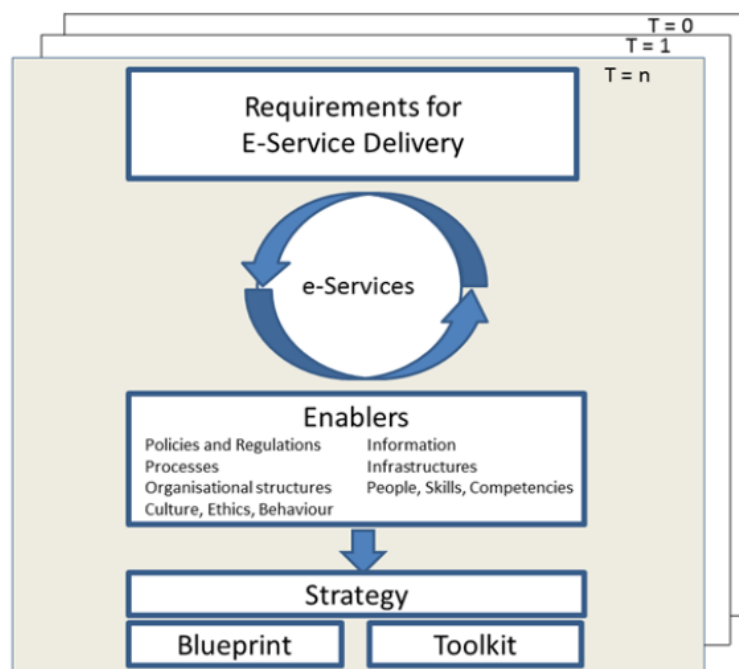 T = 0
T = 1
T = n
Requirements for
E-Service Delivery
e-Services
Enablers
Policies and Regulations
Processes
Organisational structures
Culture, Ethics, Behaviour
Information
Infrastructures
People, Skills, Competencies
Strategy
Blueprint
Toolkit